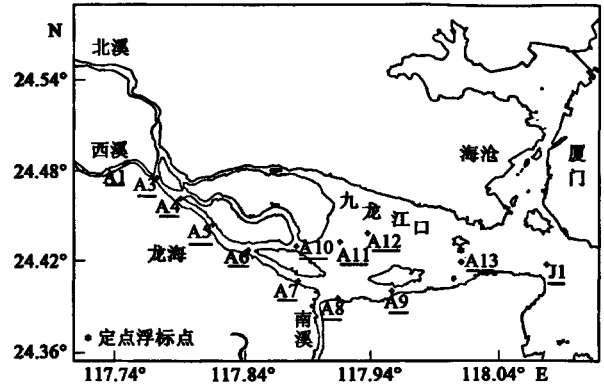 N
北溪
24.54°
西溪
海沧
厦门
24.48°
A1 A3
A4
九龙江口
A5
A10 A12
龙海
A11
24.42°
A6
A13 J1
A7
A8 A9
南溪
• 定点浮标点
24.36°
117.74° 117.84° 117.94° 118.04° E